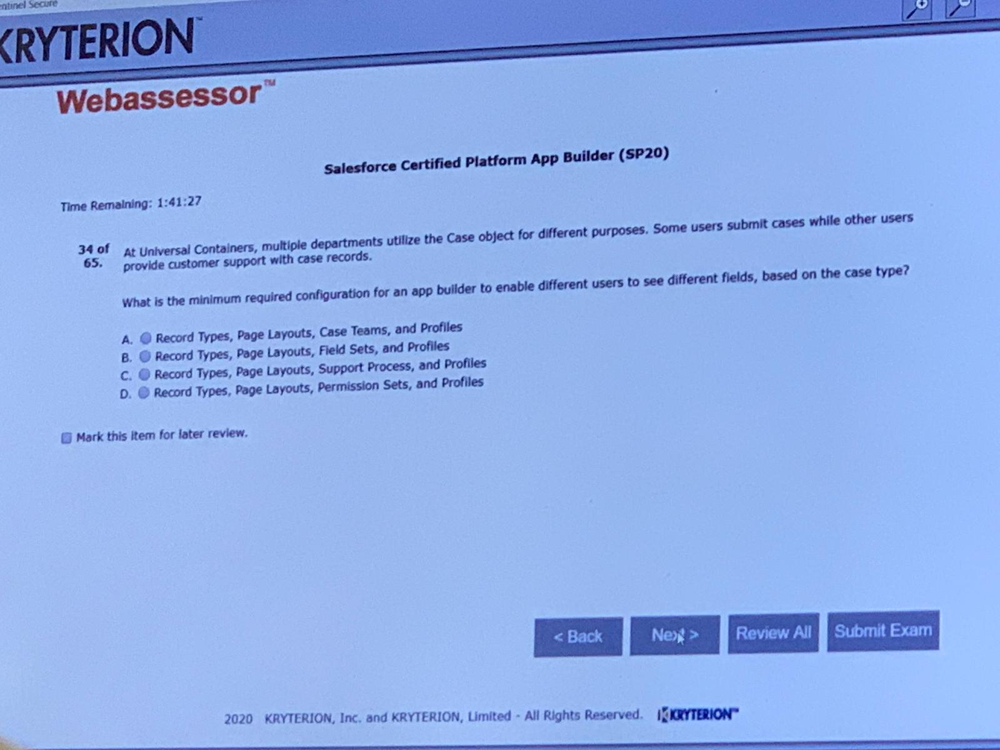 Sentinel Secure
KRYTERION™
Webassessor™
Salesforce Certified Platform App Builder (SP20)
Time Remaining: 1:41:27
34 of 65. At Universal Containers, multiple departments utilize the Case object for different purposes. Some users submit cases while other users
provide customer support with case records.
What is the minimum required configuration for an app builder to enable different users to see different fields, based on the case type?
A. Record Types, Page Layouts, Case Teams, and Profiles
B. Record Types, Page Layouts, Field Sets, and Profiles
C. Record Types, Page Layouts, Support Process, and Profiles
D. Record Types, Page Layouts, Permission Sets, and Profiles
Mark this item for later review.
< Back Next > Review All Submit Exam
2020 KRYTERION, Inc. and KRYTERION, Limited - All Rights Reserved. KRYTERION™